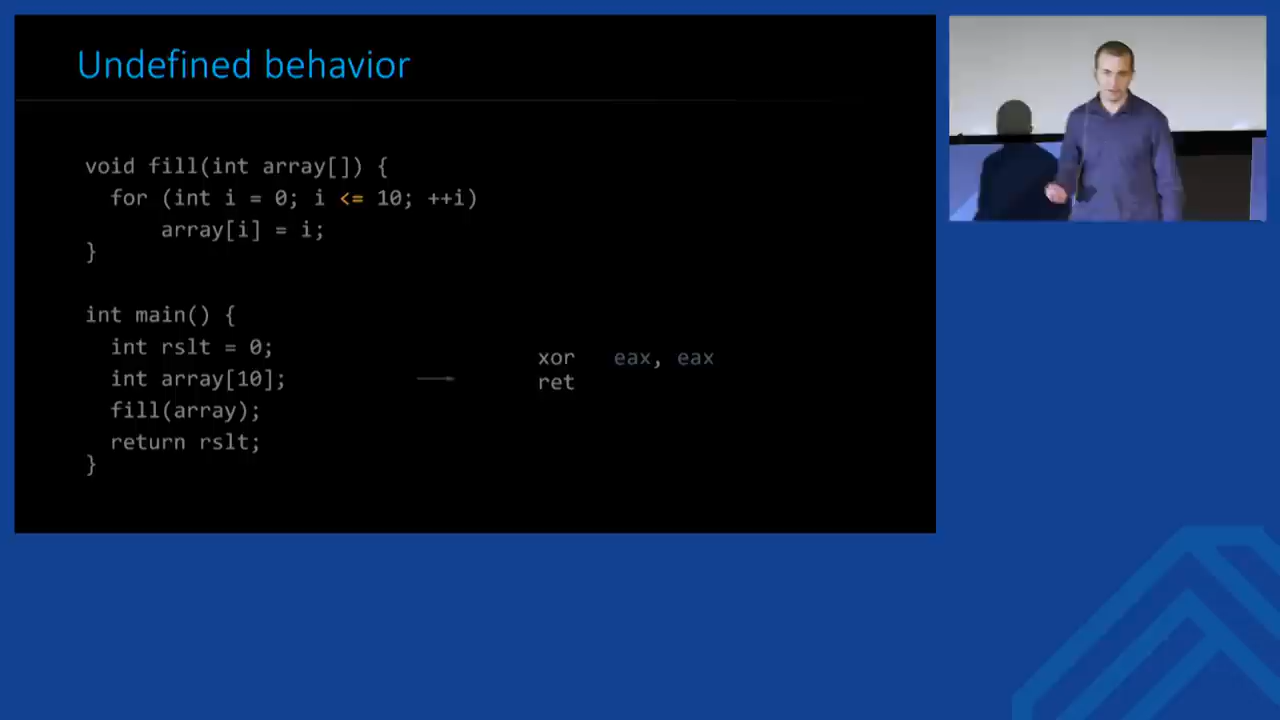 Undefined behavior
void fill(int array[]) {
for (int i = 0; i <= 10; ++i)
array[i] = i;
}
int main() {
int rslt = 0;
int array[10];
fill(array);
return rslt;
}
xor eax, eax
ret